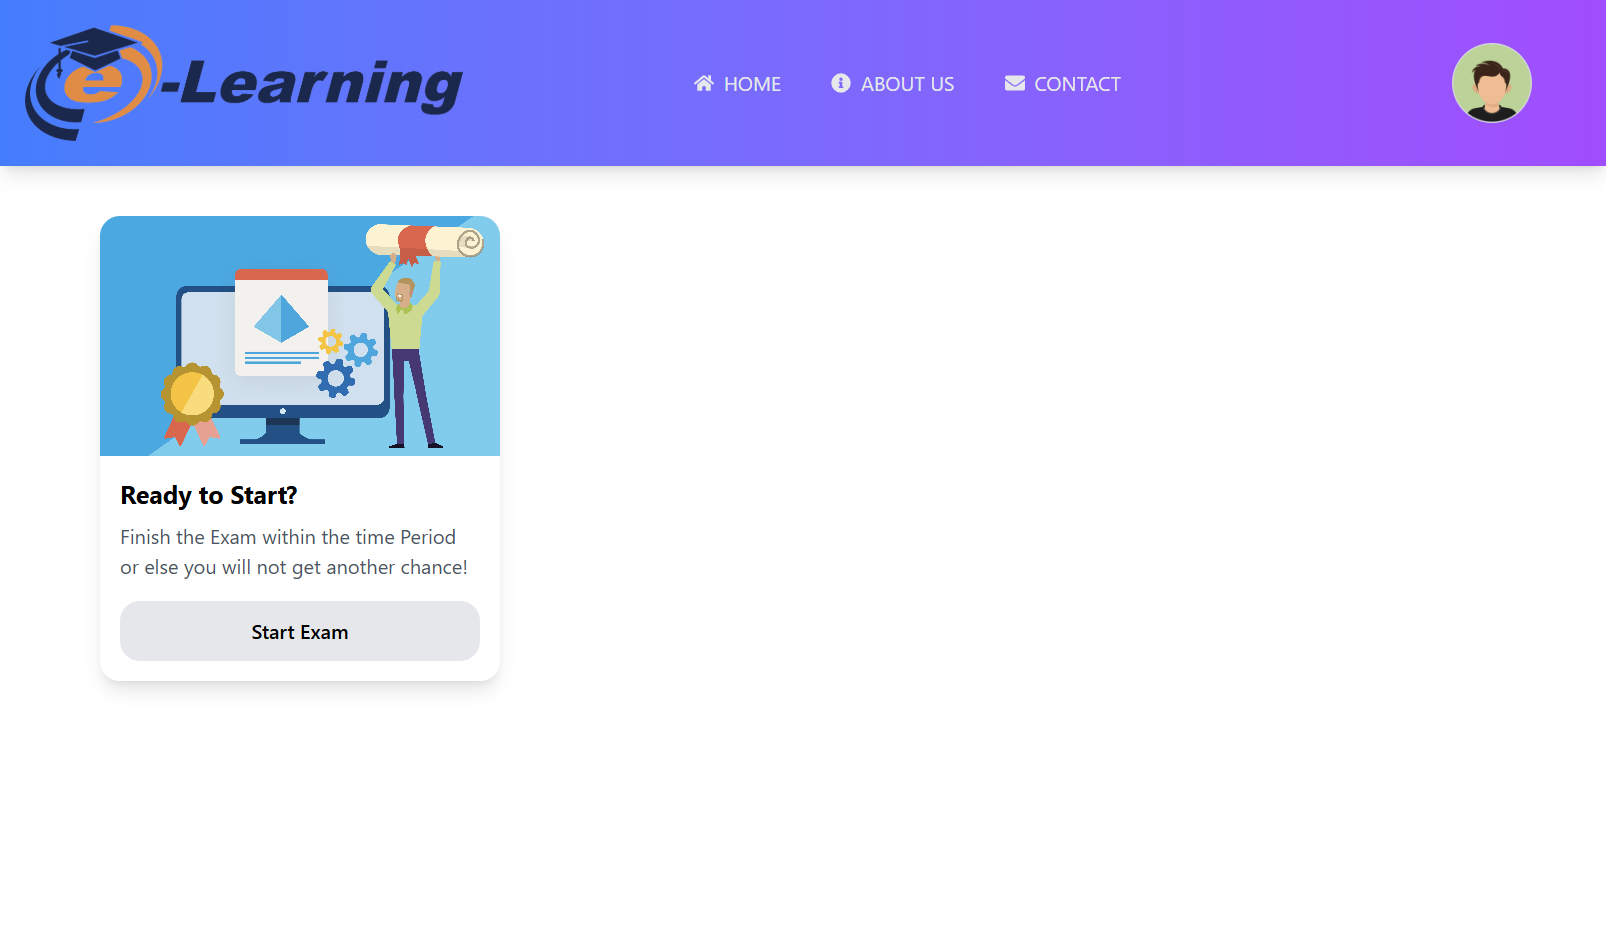 e-Learning
HOME
ABOUT US
CONTACT
Ready to Start?
Finish the Exam within the time Period
or else you will not get another chance!
Start Exam